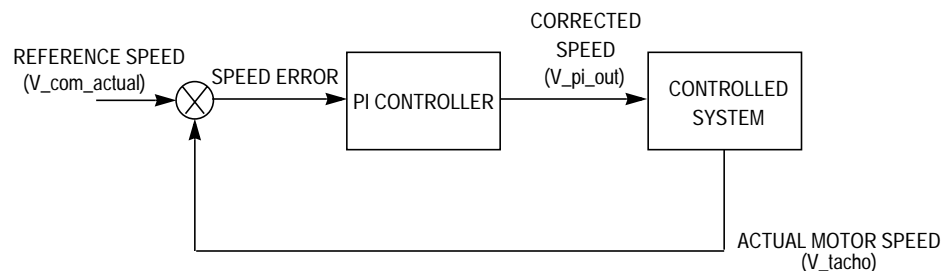 REFERENCE SPEED
(V_com_actual)
SPEED ERROR
PI CONTROLLER
CORRECTED
SPEED
(V_pi_out)
CONTROLLED
SYSTEM
ACTUAL MOTOR SPEED
(V_tacho)